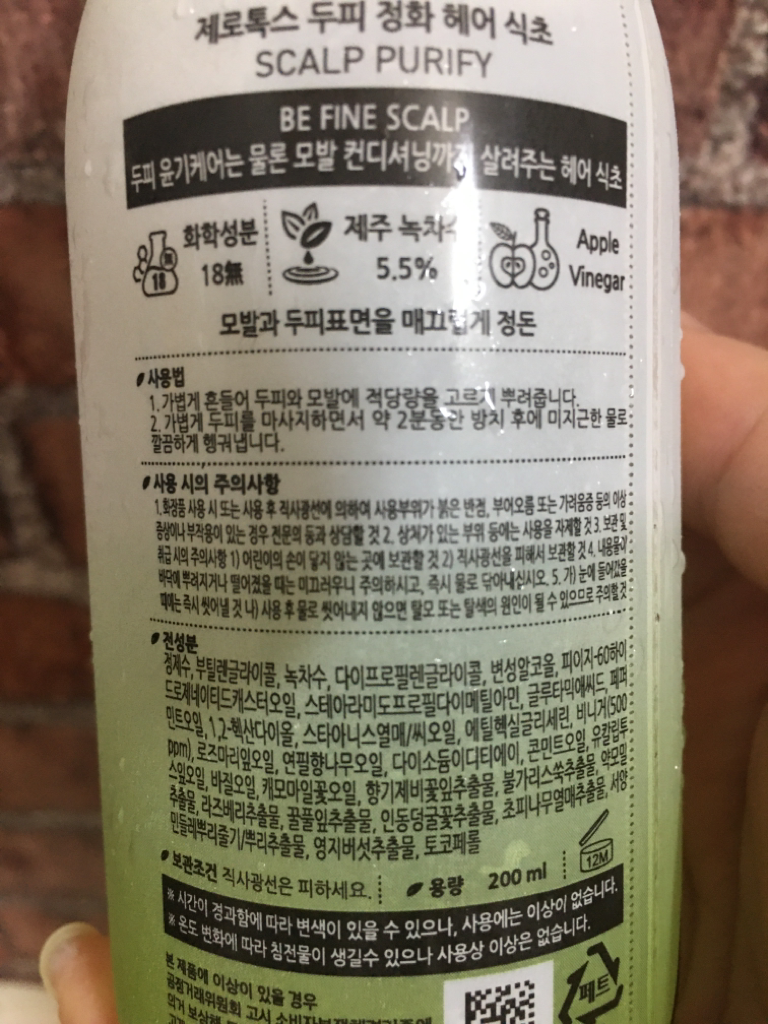 제로톡스 두피 정화 헤어 식초
SCALP PURIFY
BE FINE SCALP
두피 윤기케어는 물론 모발 컨디셔닝까지 살려주는 헤어 식초
화학성분
18無
제주 녹차수
5.5%
Apple
Vinegar
모발과 두피표면을 매끄럽게 정돈
사용법
1. 가볍게 흔들어 두피와 모발에 적당량을 고르게 뿌려줍니다.
2. 가볍게 두피를 마사지하면서 약 2분동안 방치 후에 미지근한 물로
깔끔하게 헹궈냅니다.
사용 시의 주의사항
1. 화장품 사용 시 또는 사용 후 직사광선에 의하여 사용부위가 붉은 반점, 부어오름 또는 가려움증 등의 이상
증상이나 부작용이 있는 경우 전문의 등과 상담할 것 2. 상처가 있는 부위 등에는 사용을 자제할 것 3. 보관 및
취급 시의 주의사항 1) 어린이의 손이 닿지 않는 곳에 보관할 것 2) 직사광선을 피해서 보관할 것 4. 내용물이
바닥에 뿌려지거나 떨어졌을 때는 미끄러우니 주의하시고, 즉시 물로 닦아내십시오. 5. 가) 눈에 들어갔을
때에는 즉시 씻어낼 것 나) 사용 후 물로 씻어내지 않으면 탈모 또는 탈색의 원인이 될 수 있으므로 주의할 것
전성분
정제수, 부틸렌글라이콜, 녹차수, 다이프로필렌글라이콜, 변성알코올, 피이지-60하이
드로제네이티드캐스터오일, 스테아라미도프로필다이메틸아민, 글루타믹애씨드, 페퍼
민트오일, 1,2-헥산다이올, 스타아니스열매/씨오일, 에틸헥실글리세린, 비니거(500
ppm), 로즈마리잎오일, 연필향나무오일, 다이소듐이디티에이, 콘민트오일, 유칼립투
스잎오일, 바질오일, 캐모마일꽃오일, 향기제비꽃잎추출물, 불가리스쑥추출물, 약모밀
추출물, 라즈베리추출물, 꿀풀잎추출물, 인동덩굴꽃추출물, 초피나무열매추출물, 서양
민들레뿌리줄기/뿌리추출물, 영지버섯추출물, 토코페롤
보관조건 직사광선은 피하세요.
용량 200 ml
12M
※ 시간이 경과함에 따라 변색이 있을 수 있으나, 사용에는 이상이 없습니다.
※ 온도 변화에 따라 침전물이 생길수 있으나 사용상 이상은 없습니다.
본 제품에 이상이 있을 경우
공정거래위원회 고시 소비자분쟁해결기준에
의거 보상해
페트